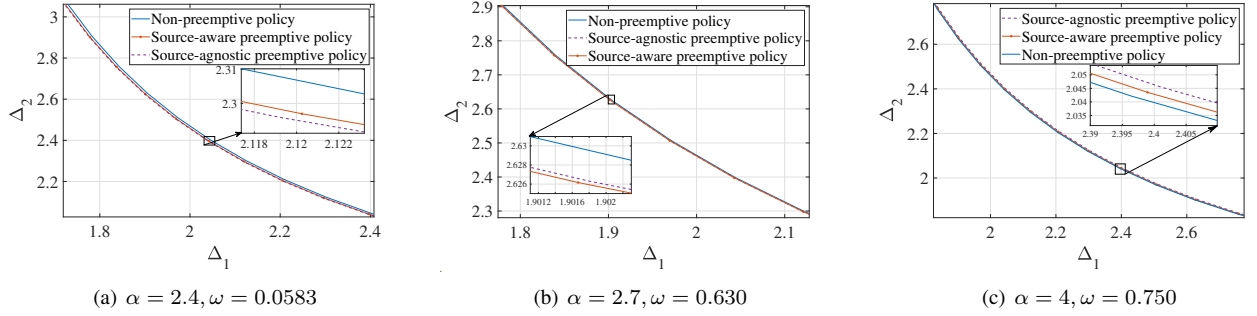 3
2.8
2.6
2.4
2.2
Δ2
1.8 2 2.2 2.4
Δ1
Non-preemptive policy
Source-aware preemptive policy
Source-agnostic preemptive policy
2.31
2.3
2.118 2.12 2.122
(a) α = 2.4, ω = 0.0583
2.9
2.8
2.7
2.6
2.5
2.4
2.3
Δ2
1.8 1.9 2 2.1
Δ1
Non-preemptive policy
Source-agnostic preemptive policy
Source-aware preemptive policy
2.63
2.628
2.626
1.9012 1.9016 1.902
(b) α = 2.7, ω = 0.630
2.6
2.4
2.2
2
Δ2
2 2.2 2.4 2.6
Δ1
Source-agnostic preemptive policy
Source-aware preemptive policy
Non-preemptive policy
2.05
2.045
2.04
2.035
2.39 2.395 2.4 2.405
(c) α = 4, ω = 0.750